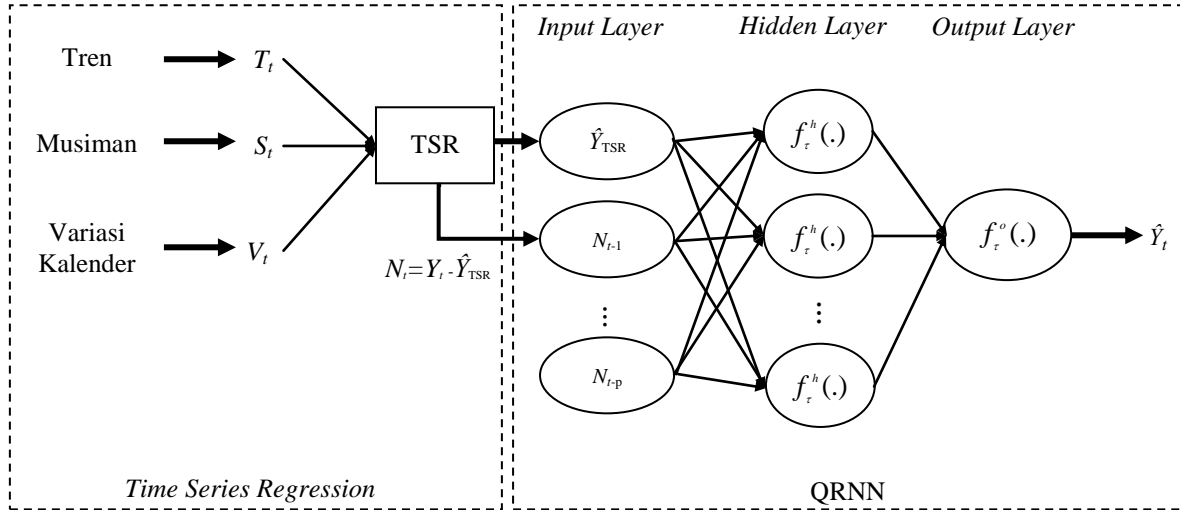 Tren
T_t
Musiman
S_t
Variasi
Kalender
V_t
TSR
N_t=Y_t-Ŷ_TSR
Time Series Regression
Input Layer
Hidden Layer
Output Layer
Ŷ_TSR
N_t-1
⋮
N_t-p
f_τ^h(.)
f_τ^h(.)
⋮
f_τ^h(.)
f_τ^o(.)
Ŷ_t
QRNN